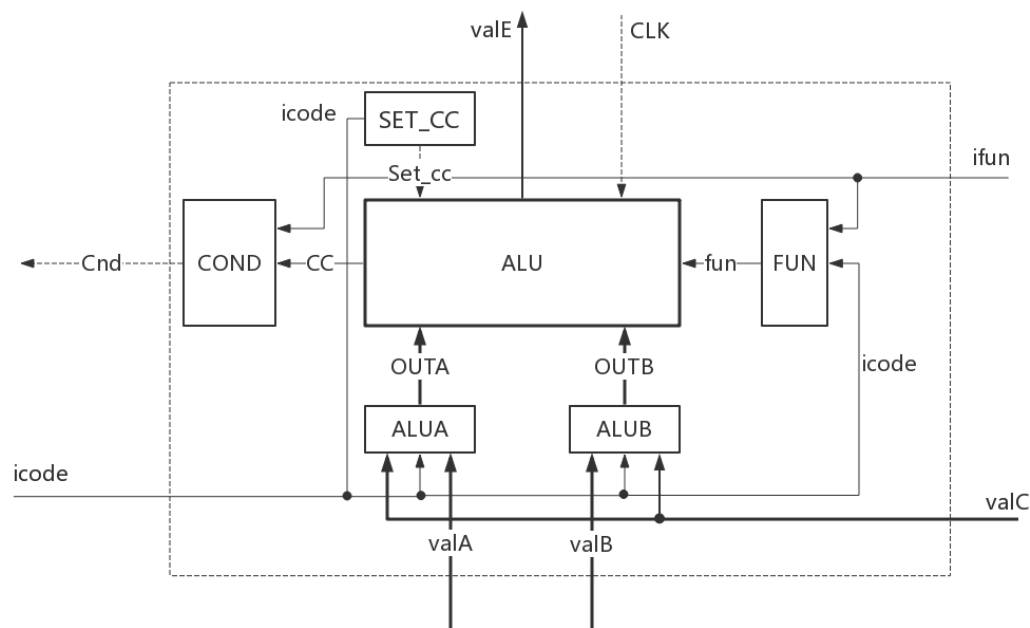 valE
CLK
icode
SET_CC
ifun
Set_cc
Cnd
COND
CC
ALU
fun
FUN
OUTA
OUTB
icode
ALUA
ALUB
icode
valC
valA
valB